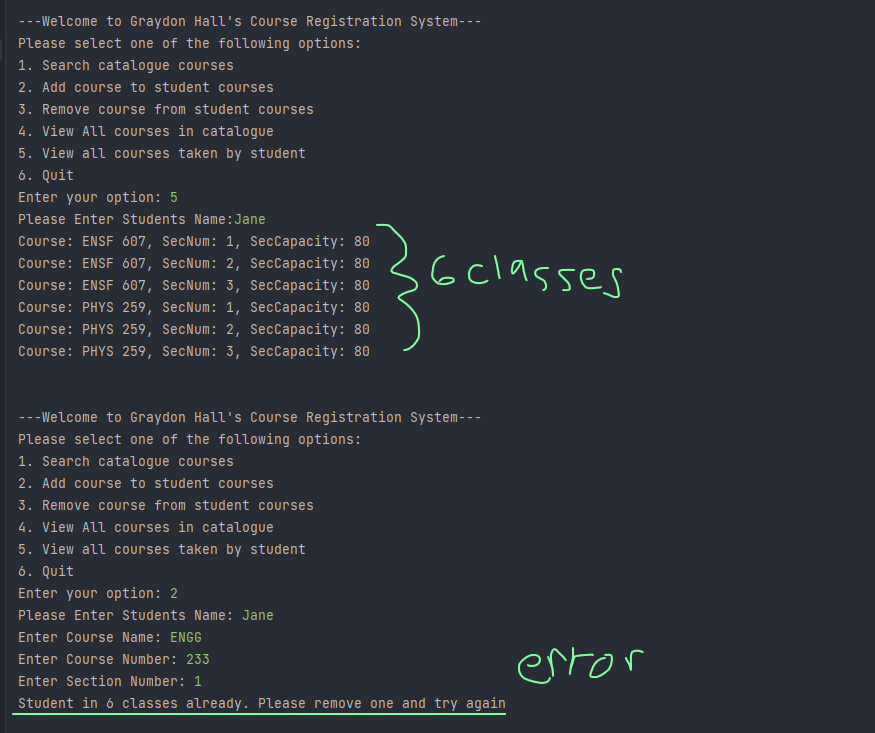 ---Welcome to Graydon Hall's Course Registration System---
Please select one of the following options:
1. Search catalogue courses
2. Add course to student courses
3. Remove course from student courses
4. View All courses in catalogue
5. View all courses taken by student
6. Quit
Enter your option: 5
Please Enter Students Name:Jane
Course: ENSF 607, SecNum: 1, SecCapacity: 80
Course: ENSF 607, SecNum: 2, SecCapacity: 80
6 classes
Course: ENSF 607, SecNum: 3, SecCapacity: 80
Course: PHYS 259, SecNum: 1, SecCapacity: 80
Course: PHYS 259, SecNum: 2, SecCapacity: 80
Course: PHYS 259, SecNum: 3, SecCapacity: 80
---Welcome to Graydon Hall's Course Registration System---
Please select one of the following options:
1. Search catalogue courses
2. Add course to student courses
3. Remove course from student courses
4. View All courses in catalogue
5. View all courses taken by student
6. Quit
Enter your option: 2
Please Enter Students Name: Jane
Enter Course Name: ENGG
Enter Course Number: 233
error
Enter Section Number: 1
Student in 6 classes already. Please remove one and try again